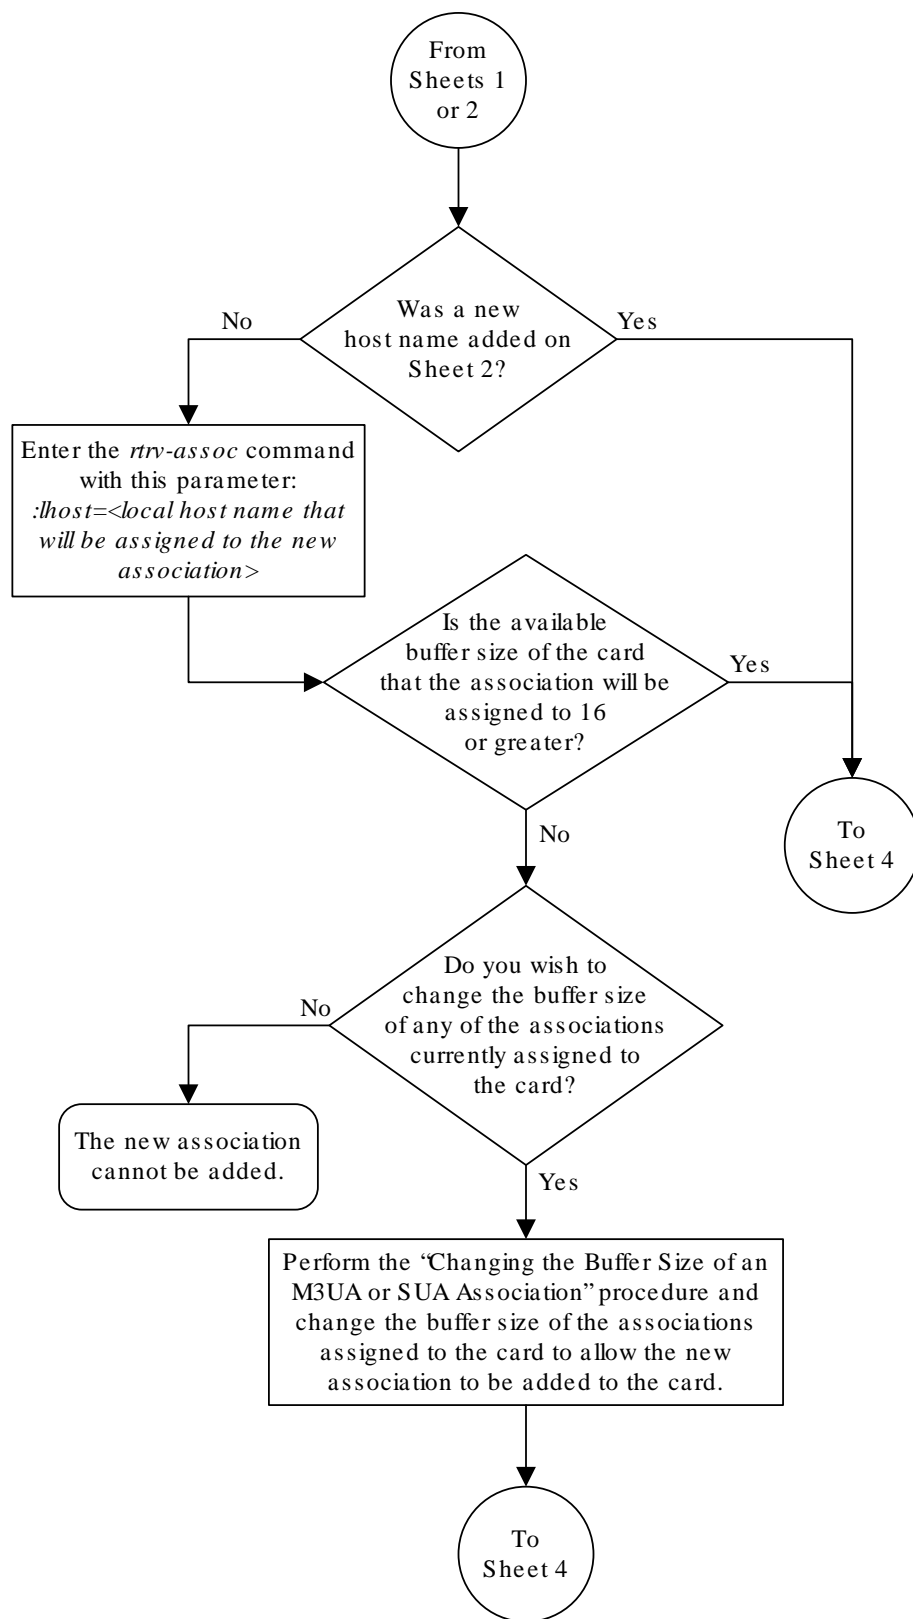 From
Sheets 1
or 2
Was a new
host name added on
Sheet 2?
No
Yes
Enter the rtrv-assoc command
with this parameter:
:lhost=<local host name that
will be assigned to the new
association>
Is the available
buffer size of the card
that the association will be
assigned to 16
or greater?
Yes
No
To
Sheet 4
Do you wish to
change the buffer size
of any of the associations
currently assigned to
the card?
No
Yes
The new association
cannot be added.
Perform the “Changing the Buffer Size of an
M3UA or SUA Association” procedure and
change the buffer size of the associations
assigned to the card to allow the new
association to be added to the card.
To
Sheet 4